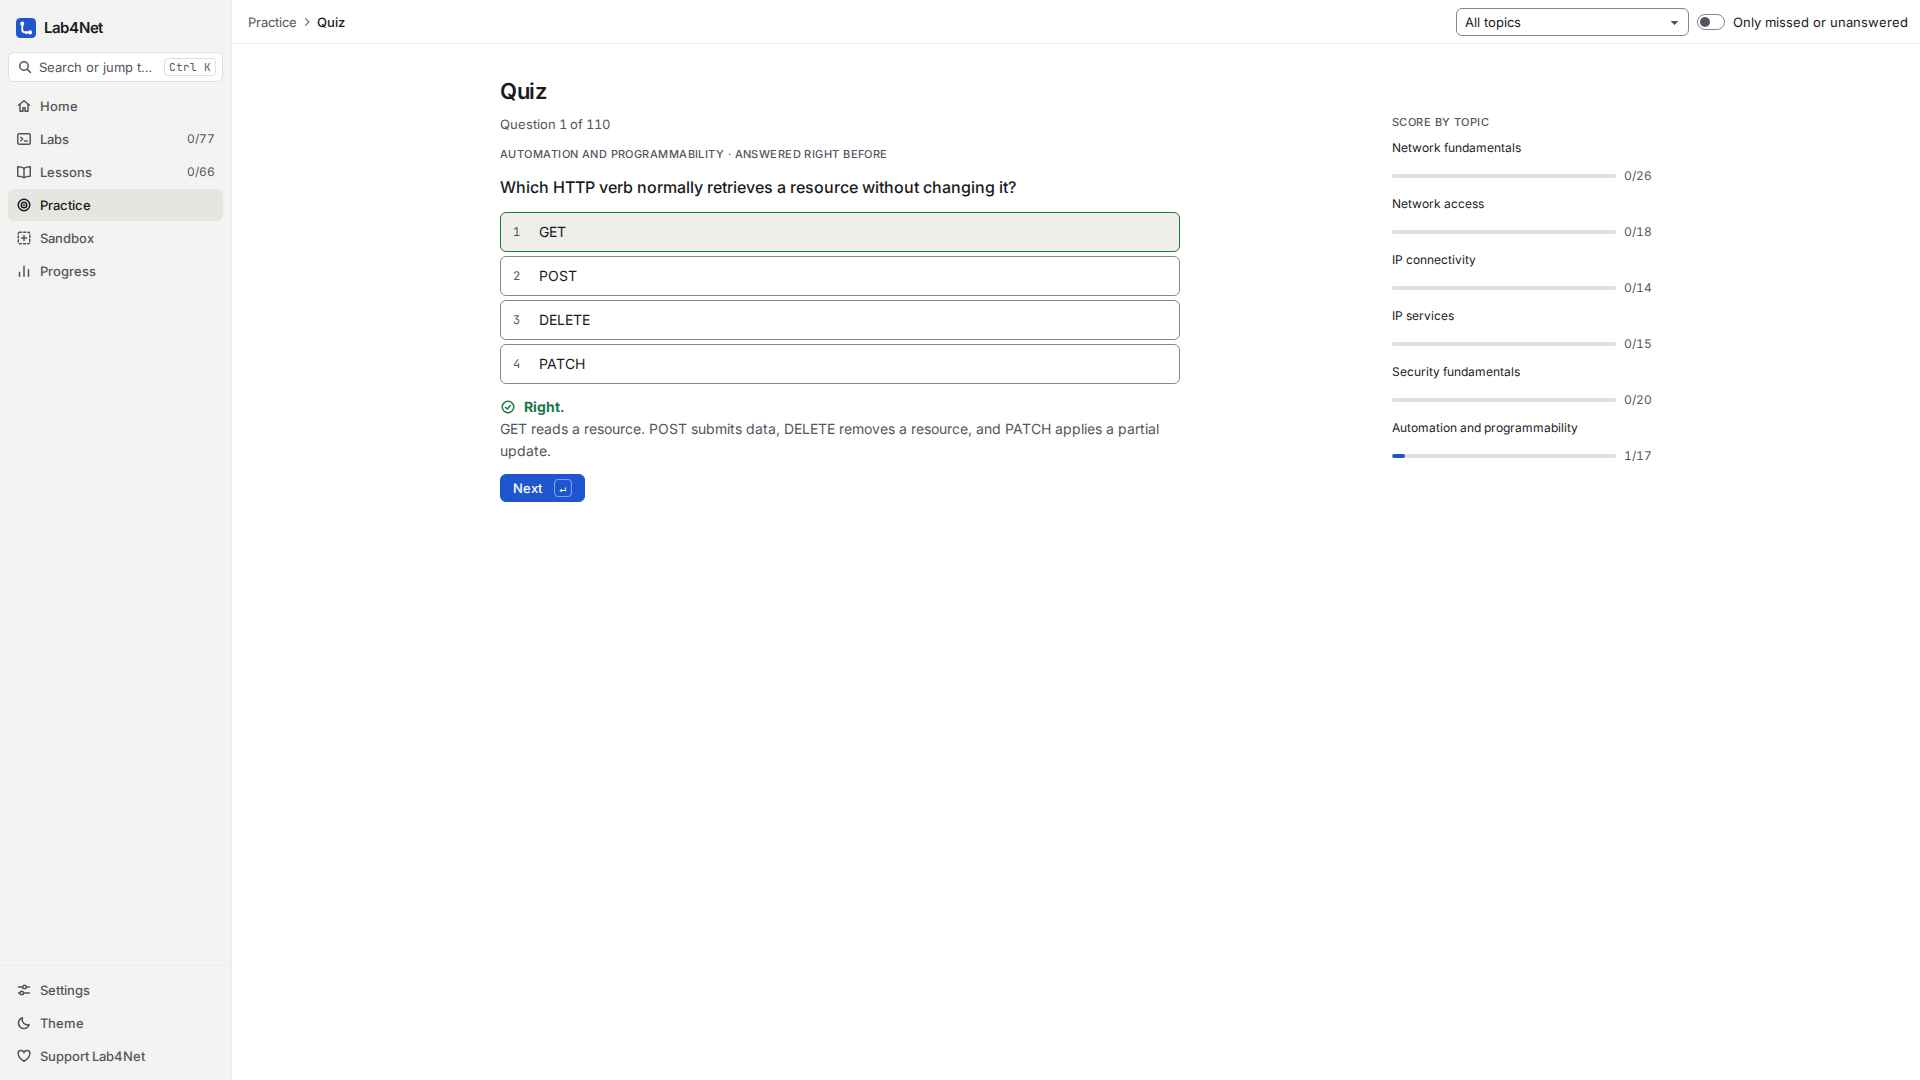 Lab4Net
Search or jump t... Ctrl K
Home
Labs 0/77
Lessons 0/66
Practice
Sandbox
Progress
Settings
Theme
Support Lab4Net
Practice > Quiz
All topics
Only missed or unanswered
Quiz
Question 1 of 110
AUTOMATION AND PROGRAMMABILITY · ANSWERED RIGHT BEFORE
Which HTTP verb normally retrieves a resource without changing it?
1 GET
2 POST
3 DELETE
4 PATCH
Right.
GET reads a resource. POST submits data, DELETE removes a resource, and PATCH applies a partial
update.
Next ↵
SCORE BY TOPIC
Network fundamentals
0/26
Network access
0/18
IP connectivity
0/14
IP services
0/15
Security fundamentals
0/20
Automation and programmability
1/17